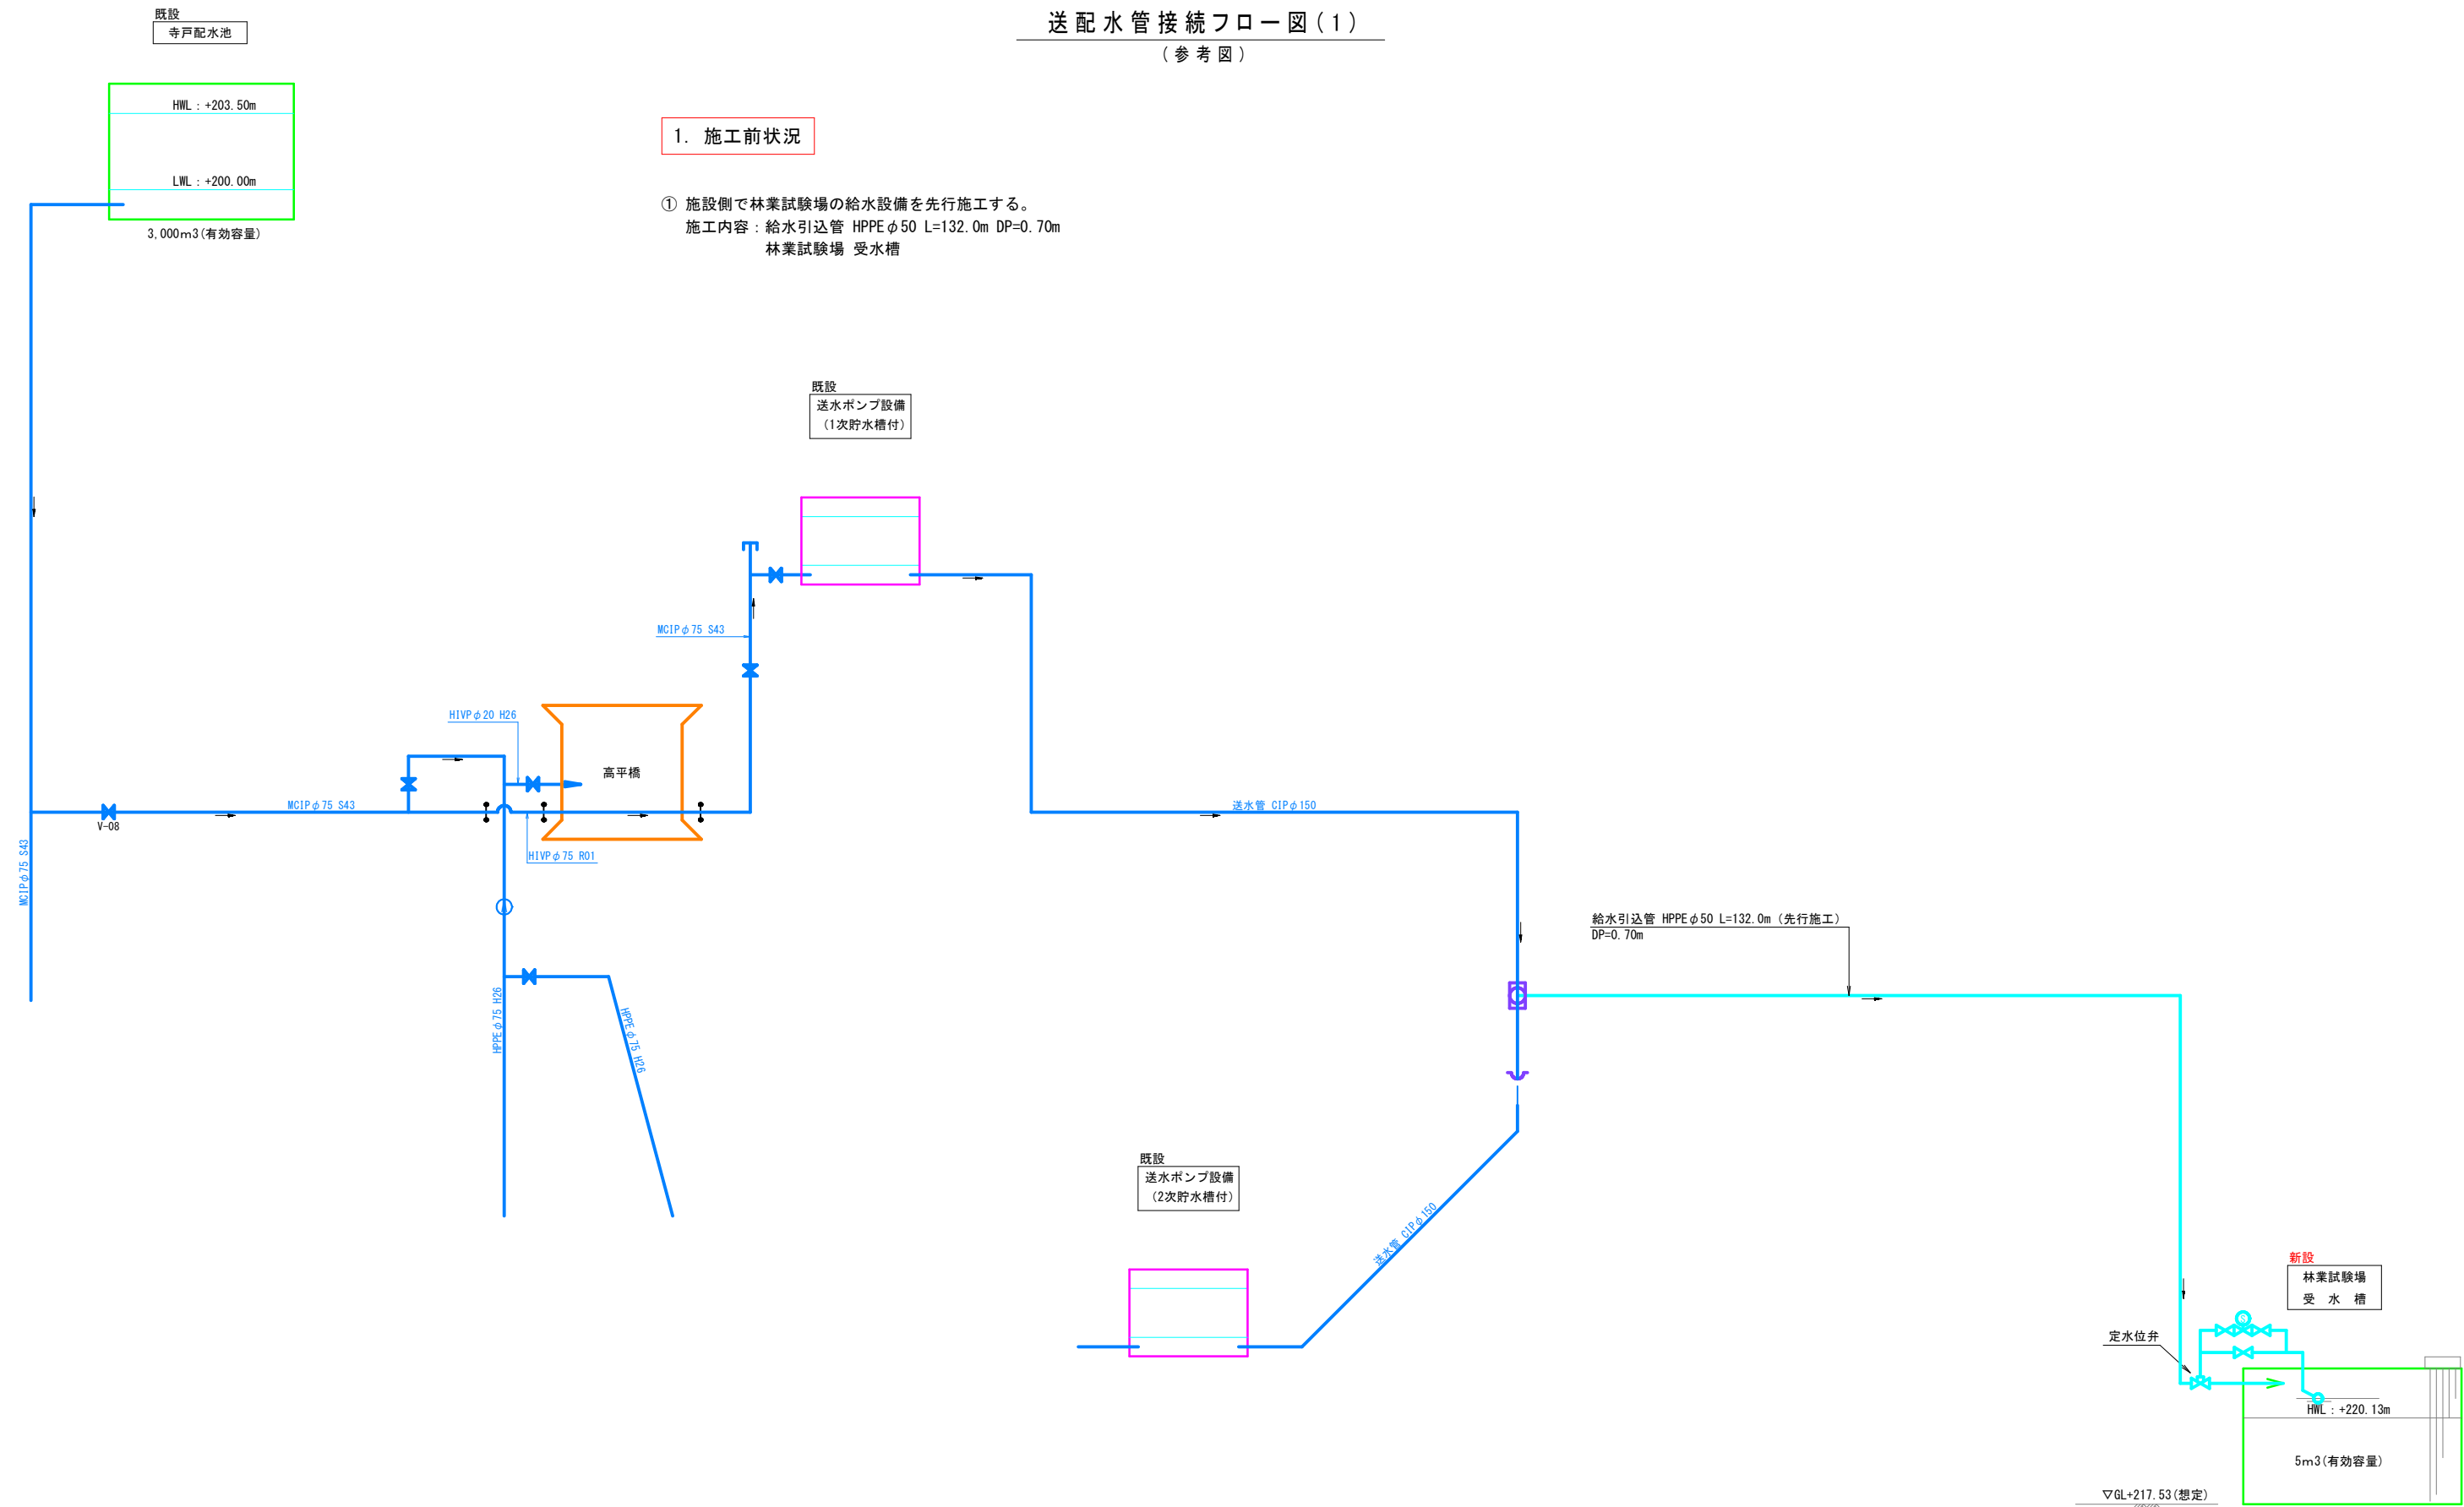 送配水管接続フロー図(1)
(参考図)
既設
寺戸配水池
HWL : +203.50m
LWL : +200.00m
3,000m3(有効容量)
1. 施工前状況
① 施設側で林業試験場の給水設備を先行施工する。
施工内容：給水引込管 HPPEφ50 L=132.0m DP=0.70m
林業試験場 受水槽
既設
送水ポンプ設備
(1次貯水槽付)
MCIPφ75 S43
HIVPφ20 H26
高平橋
MCIPφ75 S43
V-08
送水管 CIPφ150
MCIPφ75 S43
HIVPφ75 R01
給水引込管 HPPEφ50 L=132.0m (先行施工)
DP=0.70m
HPPEφ75 H26
HPPEφ75 H26
既設
送水ポンプ設備
(2次貯水槽付)
送水管 CIPφ150
新設
林業試験場
受 水 槽
S
定水位弁
HWL : +220.13m
5m3(有効容量)
▽GL+217.53(想定)